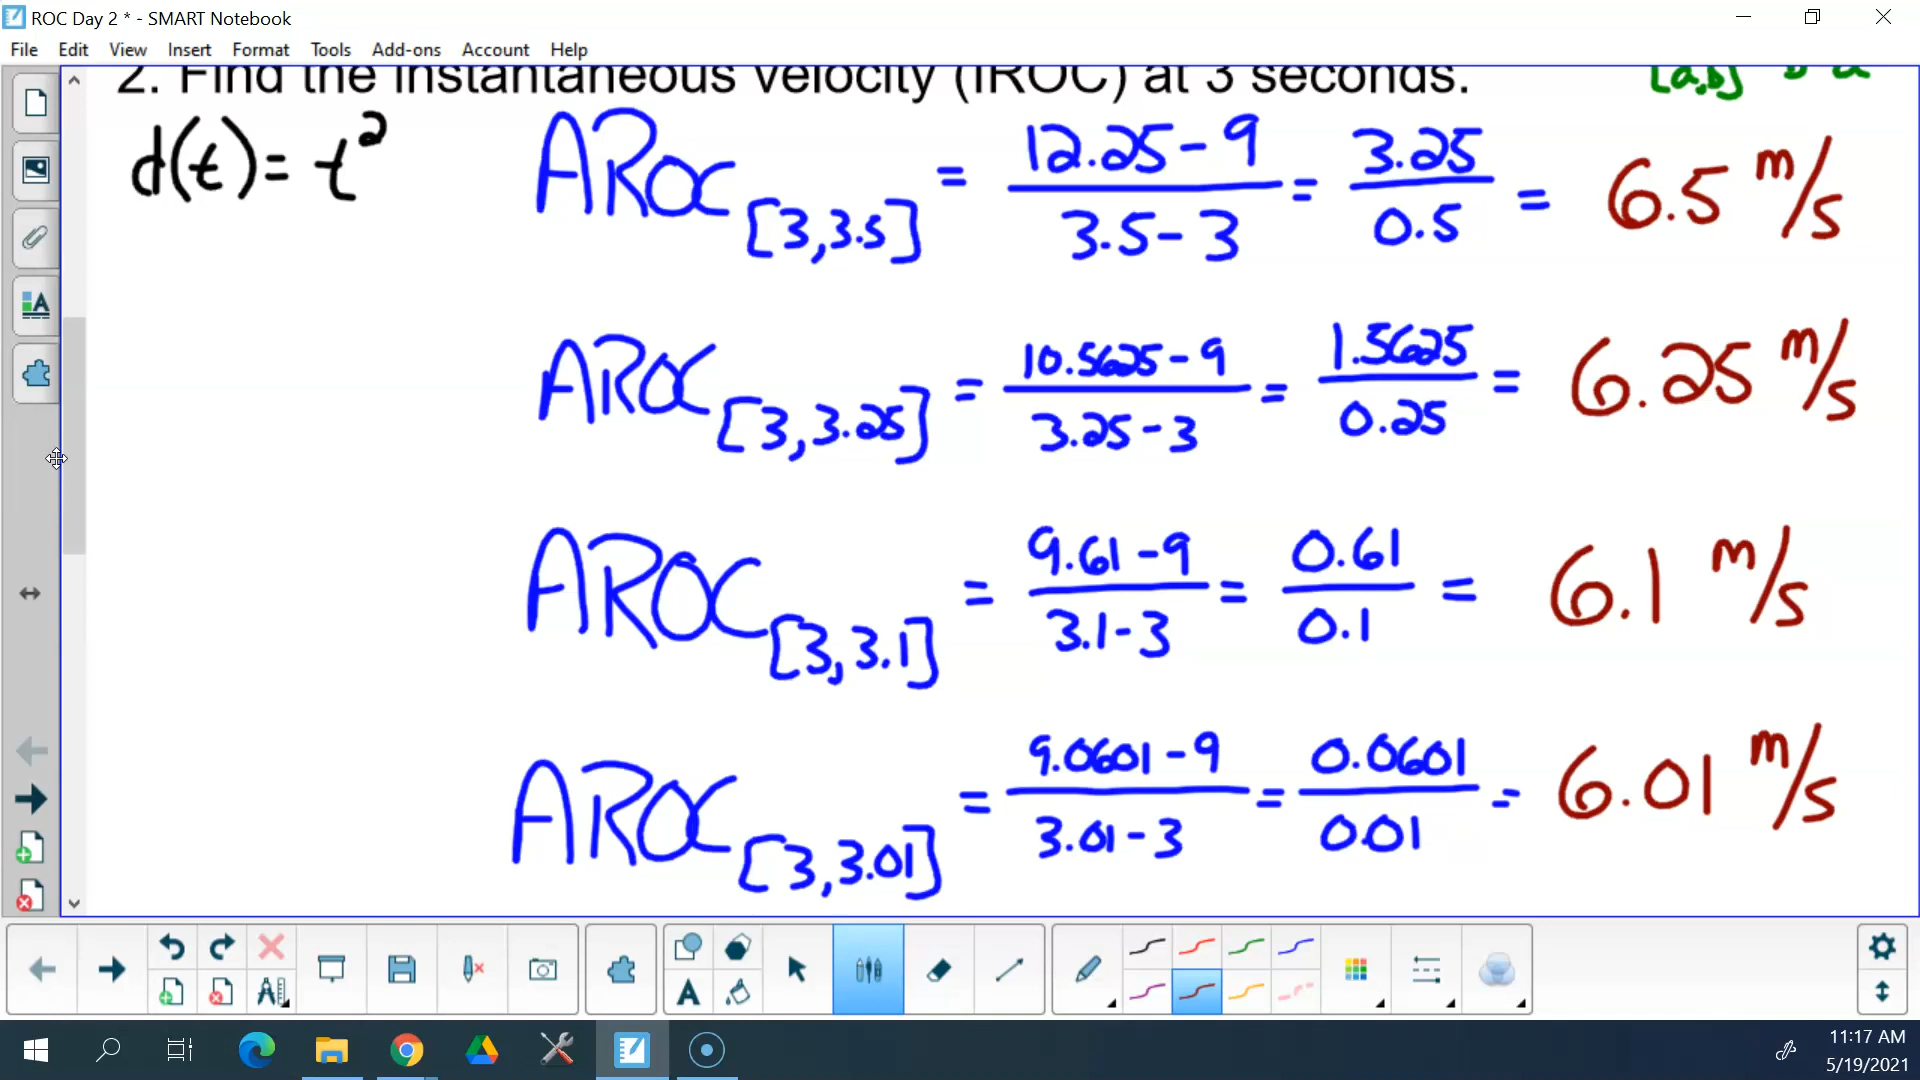 ROC Day 2 * - SMART Notebook
File Edit View Insert Format Tools Add-ons Account Help
2. Find the instantaneous velocity (IROC) at 3 seconds.
[a,b] b-a
d(t)= t²
AROC[3,3.5] = 12.25-9 / 3.5-3 = 3.25 / 0.5 = 6.5 m/s
AROC[3,3.25] = 10.5625-9 / 3.25-3 = 1.5625 / 0.25 = 6.25 m/s
AROC[3,3.1] = 9.61-9 / 3.1-3 = 0.61 / 0.1 = 6.1 m/s
AROC[3,3.01] = 9.0601-9 / 3.01-3 = 0.0601 / 0.01 = 6.01 m/s
11:17 AM
5/19/2021